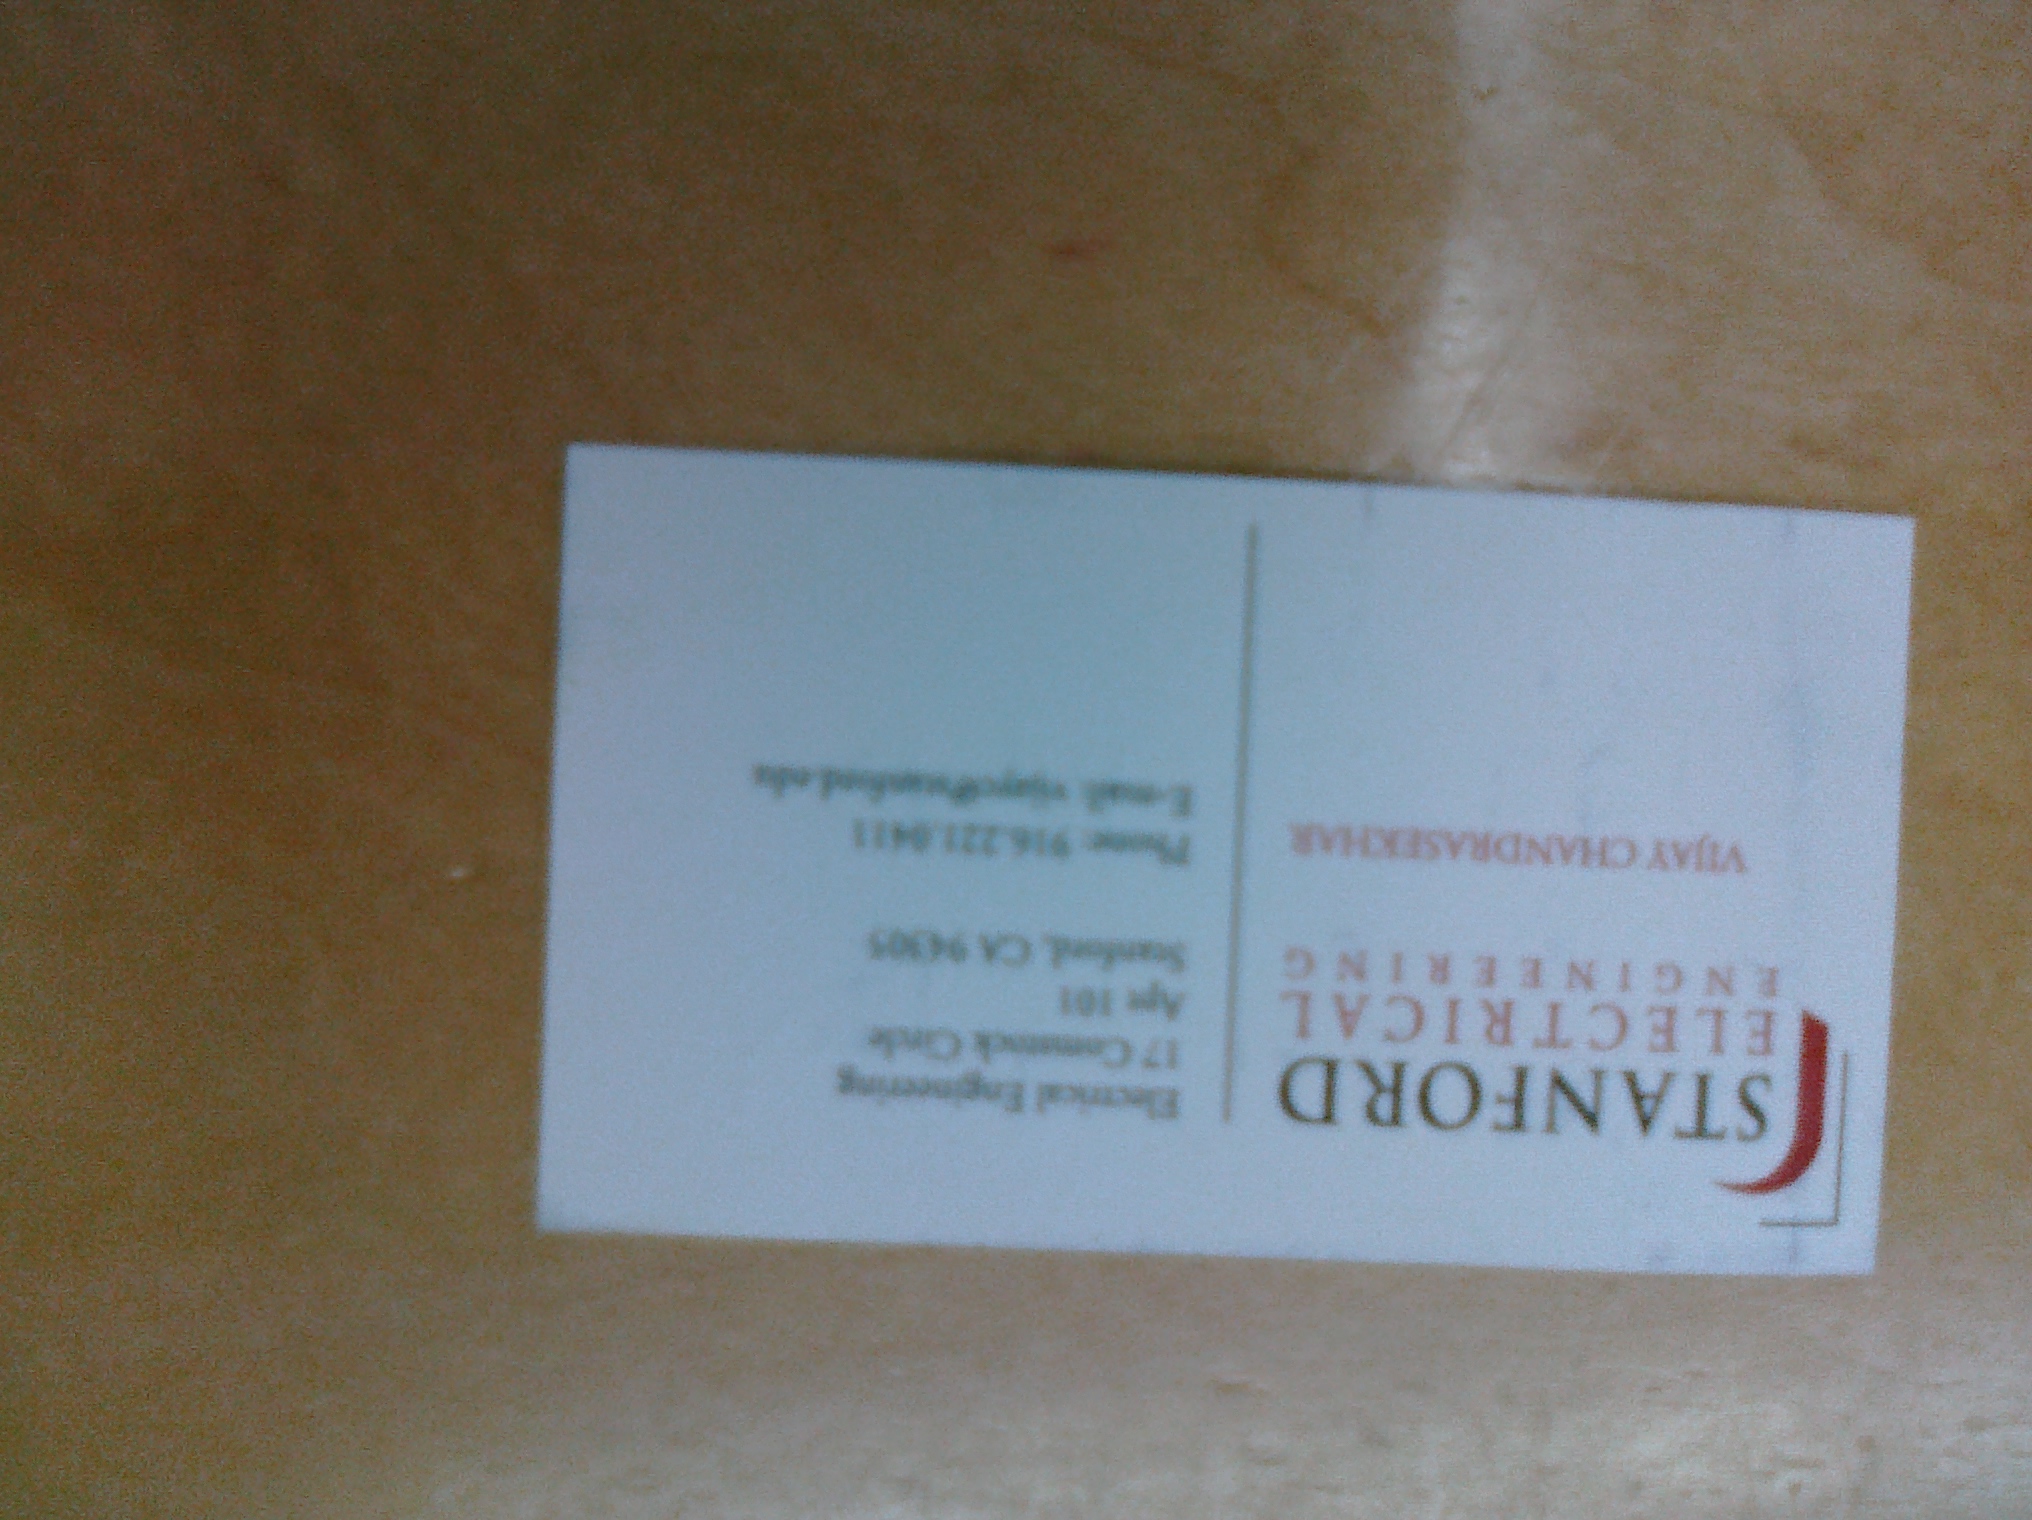 STANFORD
ELECTRICAL
ENGINEERING
VIJAY CHANDRASEKHAR
Electrical Engineering
17 Comstock Circle
Apt 101
Stanford, CA 94305
Phone: 916.221.0411
E-mail: vijayc@stanford.edu